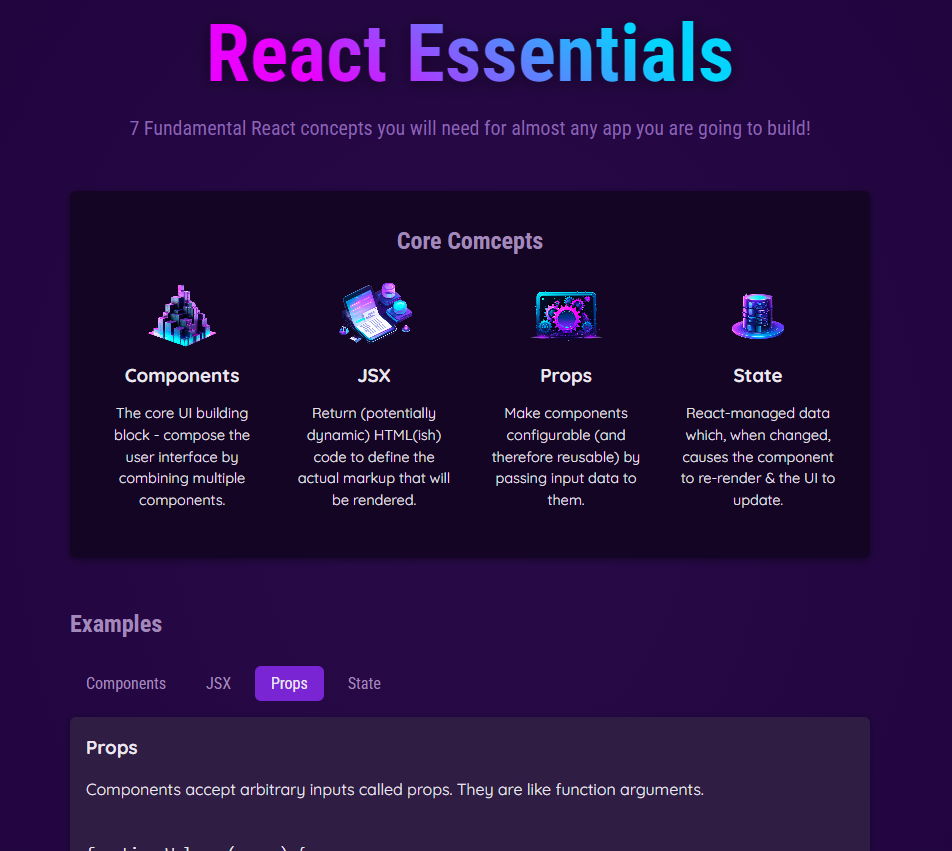 React Essentials
7 Fundamental React concepts you will need for almost any app you are going to build!
Core Comcepts
Components
The core UI building
block - compose the
user interface by
combining multiple
components.
JSX
Return (potentially
dynamic) HTML(ish)
code to define the
actual markup that will
be rendered.
Props
Make components
configurable (and
therefore reusable) by
passing input data to
them.
State
React-managed data
which, when changed,
causes the component
to re-render & the UI to
update.
Examples
Components JSX Props State
Props
Components accept arbitrary inputs called props. They are like function arguments.